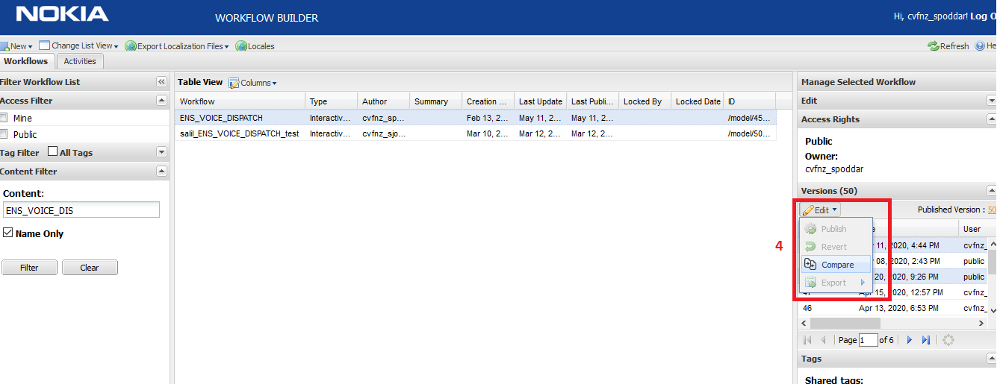 NOKIA
WORKFLOW BUILDER
Hi, cvfnz_spoddar! Log O
New
Change List View
Export Localization Files
Locales
Refresh
He
Workflows
Activities
Filter Workflow List
Access Filter
Mine
Public
Tag Filter
All Tags
Content Filter
Content:
ENS_VOICE_DIS
Name Only
Filter
Clear
Table View
Columns
Workflow Type Author Summary Creation ... Last Update Last Publi... Locked By Locked Date ID
ENS_VOICE_DISPATCH Interactiv... cvfnz_sp... Feb 13, 2... May 11, 2... May 11, 2... /model/45...
salil_ENS_VOICE_DISPATCH_test Interactiv... cvfnz_sjo... Mar 10, 2... Mar 12, 2... Mar 12, 2... /model/50...
Manage Selected Workflow
Edit
Access Rights
Public
Owner:
cvfnz_spoddar
Versions (50)
Edit
Published Version : 50
4
Publish
Revert
Compare
Export
e User
11, 2020, 4:44 PM cvfnz_
08, 2020, 2:43 PM public
20, 2020, 9:26 PM public
47 Apr 15, 2020, 12:57 PM cvfnz_
46 Apr 13, 2020, 6:53 PM cvfnz_
Page 1 of 6
Tags
Shared tags: